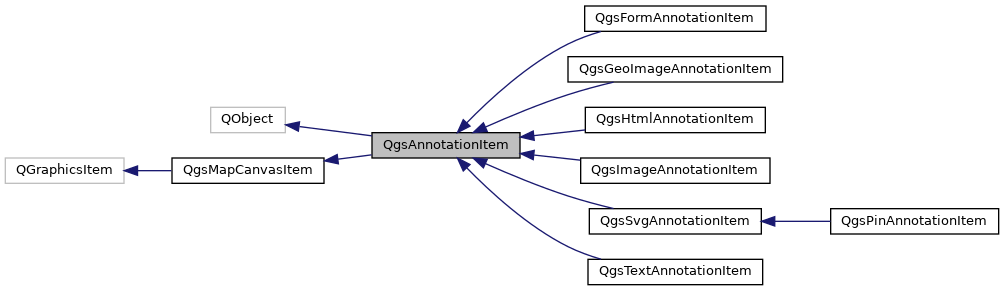 QgsFormAnnotationItem
QgsGeoImageAnnotationItem
QObject
QgsHtmlAnnotationItem
QgsAnnotationItem
QGraphicsItem
QgsMapCanvasItem
QgsImageAnnotationItem
QgsSvgAnnotationItem
QgsPinAnnotationItem
QgsTextAnnotationItem